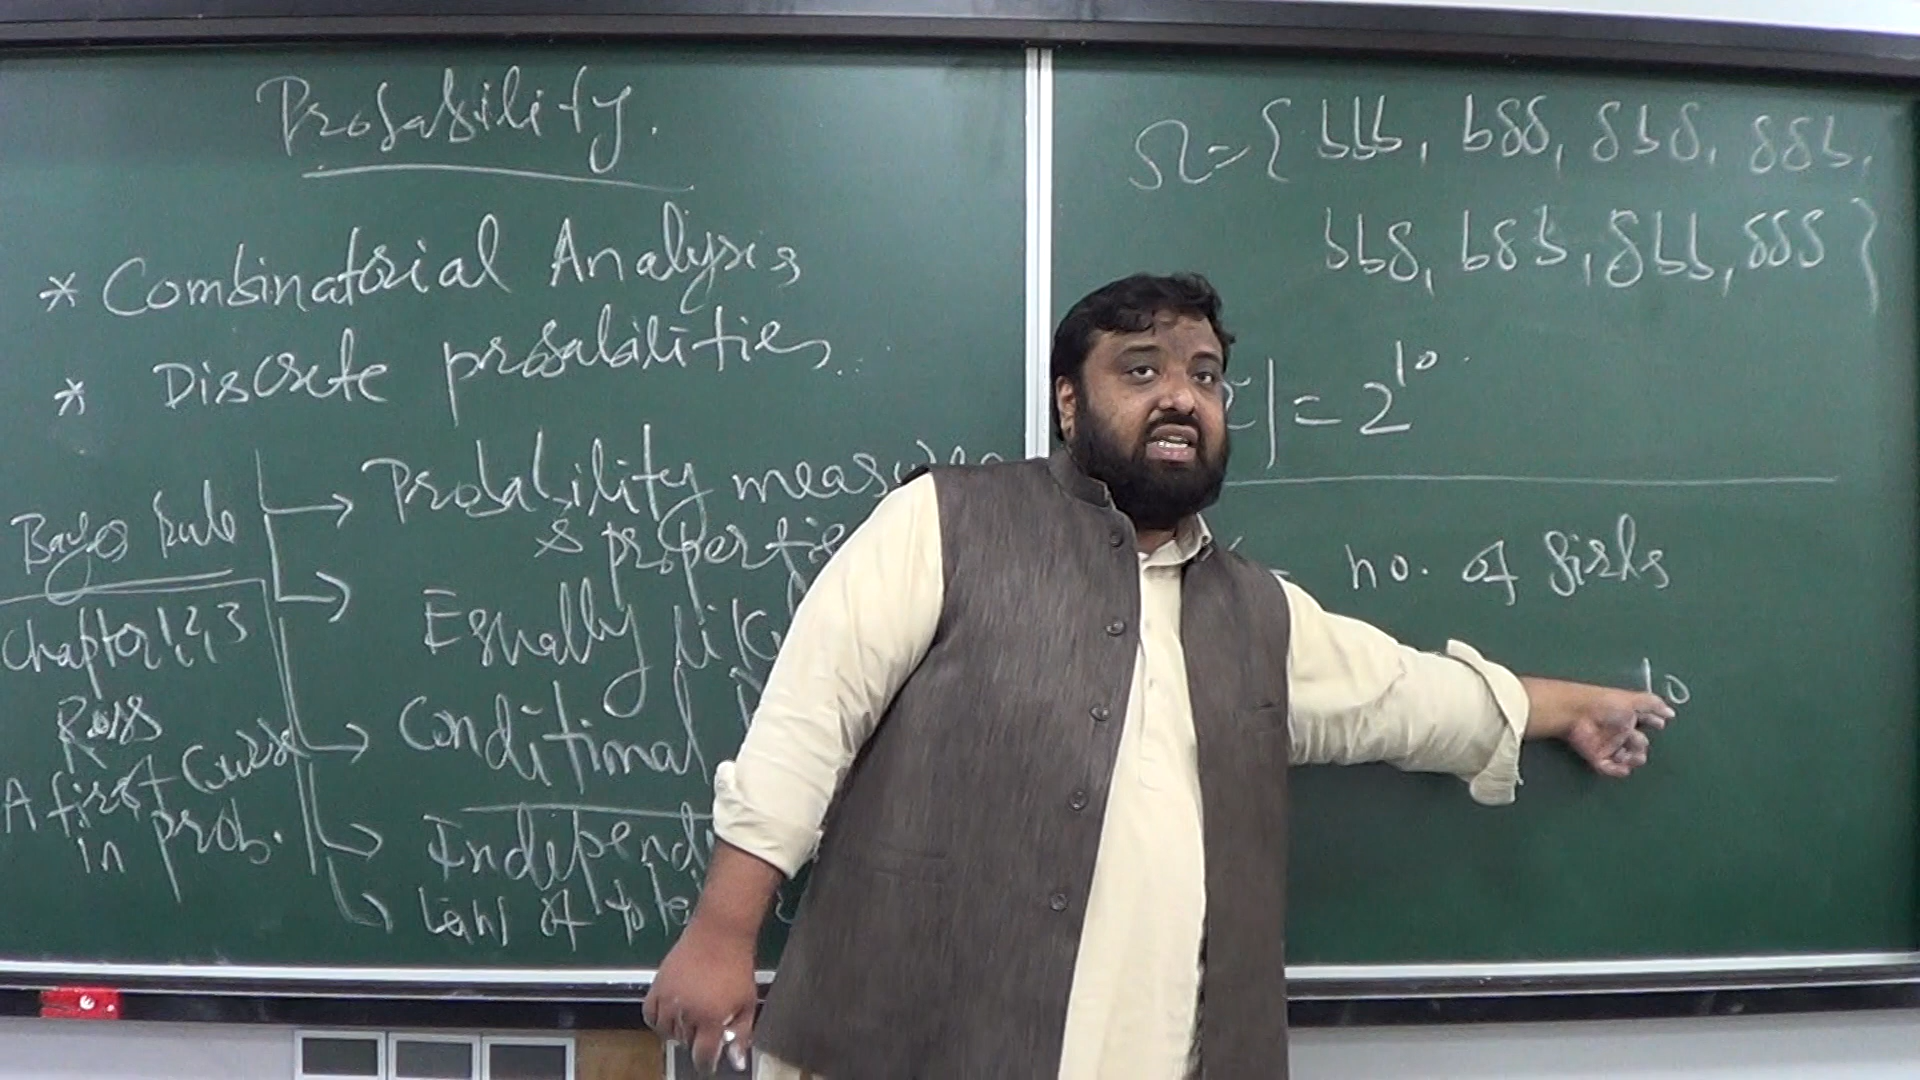 Probability.
* Combinatorial Analysis
* Discrete probabilities..
→ Probability measures
& properties
→ Equally like
→ Conditional
→ Independ
→ Law of total
Bayes Rule
Chapter 1, 2, 3
Ross
A first Course
in prob.
Ω = { bbb, bgg, gbg, ggb,
bbg, bgb, gbb, ggg }
| = 2^10
- no. of girls
10